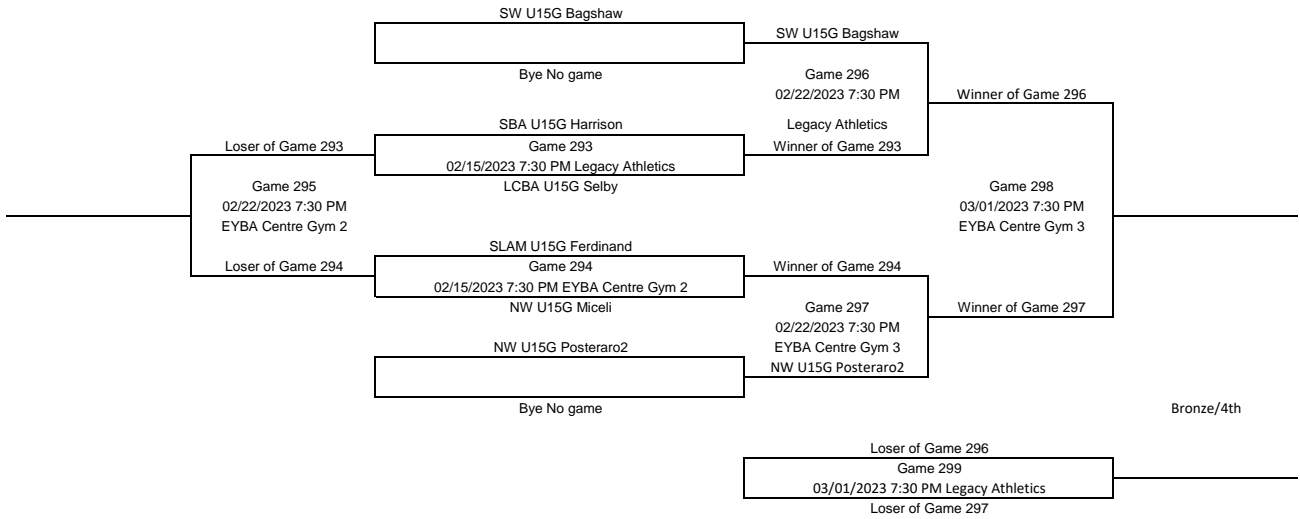 SW U15G Bagshaw
SW U15G Bagshaw
Bye No game
Game 296
02/22/2023 7:30 PM
Winner of Game 296
SBA U15G Harrison
Legacy Athletics
Loser of Game 293
Game 293
Winner of Game 293
02/15/2023 7:30 PM Legacy Athletics
LCBA U15G Selby
Game 295
02/22/2023 7:30 PM
EYBA Centre Gym 2
Game 298
03/01/2023 7:30 PM
EYBA Centre Gym 3
SLAM U15G Ferdinand
Loser of Game 294
Game 294
Winner of Game 294
02/15/2023 7:30 PM EYBA Centre Gym 2
NW U15G Miceli
Game 297
Winner of Game 297
02/22/2023 7:30 PM
NW U15G Posteraro2
EYBA Centre Gym 3
NW U15G Posteraro2
Bye No game
Bronze/4th
Loser of Game 296
Game 299
03/01/2023 7:30 PM Legacy Athletics
Loser of Game 297